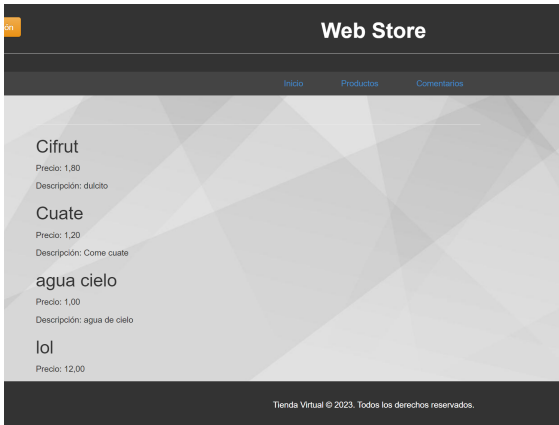 ón
Web Store
Inicio Productos Comentarios
Cifrut
Precio: 1,80
Descripción: dulcito
Cuate
Precio: 1,20
Descripción: Come cuate
agua cielo
Precio: 1,00
Descripción: agua de cielo
lol
Precio: 12,00
Tienda Virtual © 2023. Todos los derechos reservados.